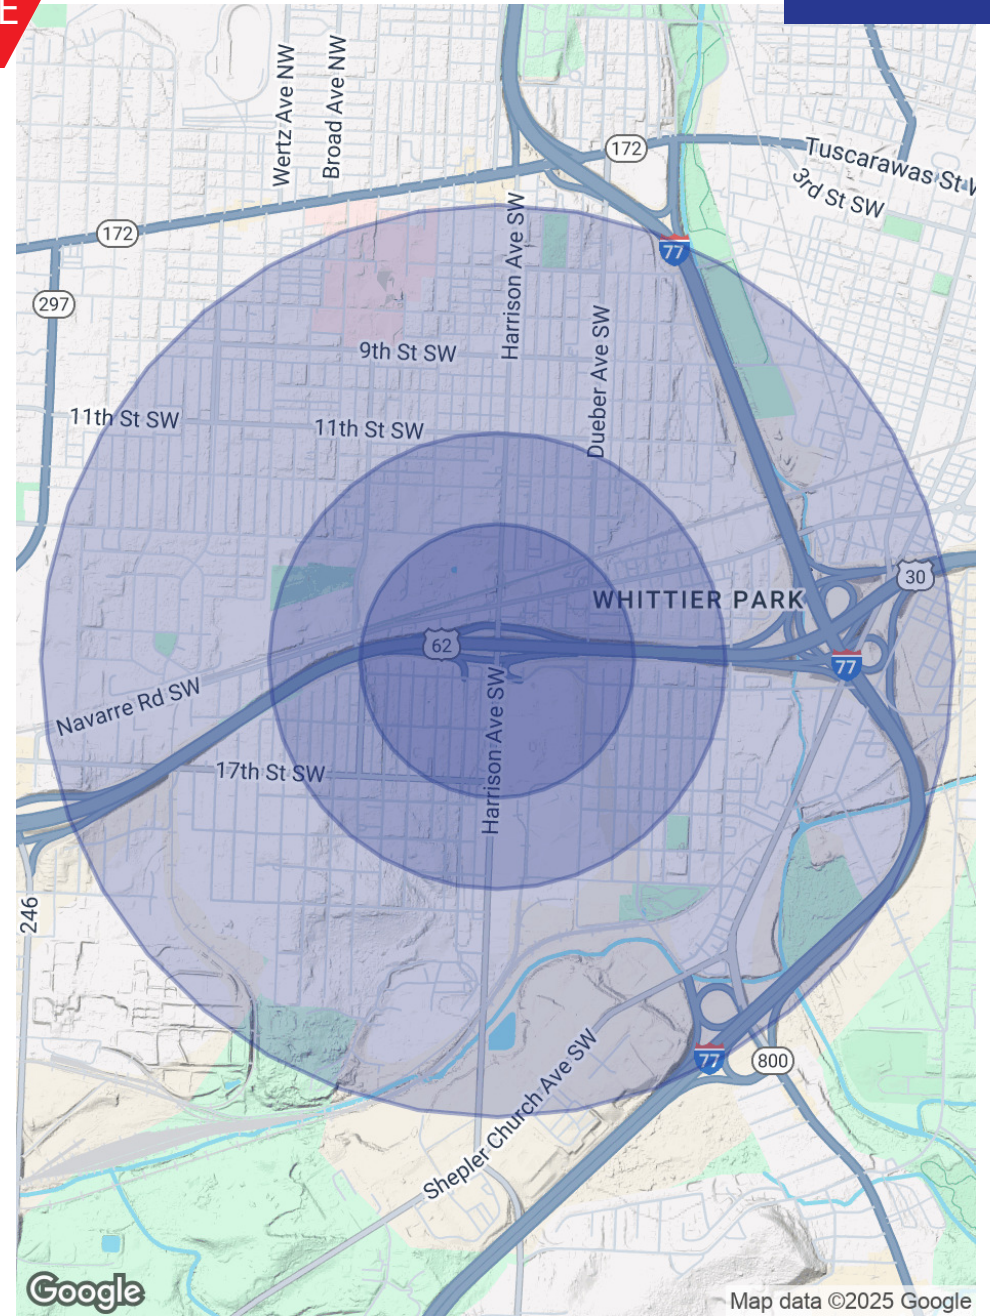 E
Wertz Ave NW
Broad Ave NW
172
Tuscarawas St W
3rd St SW
172
77
297
Harrison Ave SW
9th St SW
Dueber Ave SW
11th St SW
11th St SW
30
WHITTIER PARK
62
77
Navarre Rd SW
Harrison Ave SW
17th St SW
246
77
800
Shepler Church Ave SW
Google
Map data ©2025 Google